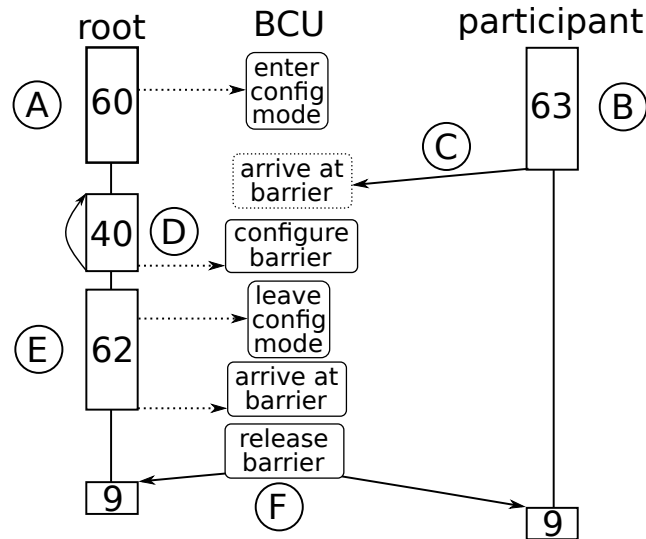 root
BCU
participant
A
60
enter
config
mode
63
B
C
arrive at
barrier
40
D
configure
barrier
E
62
leave
config
mode
arrive at
barrier
release
barrier
9
F
9